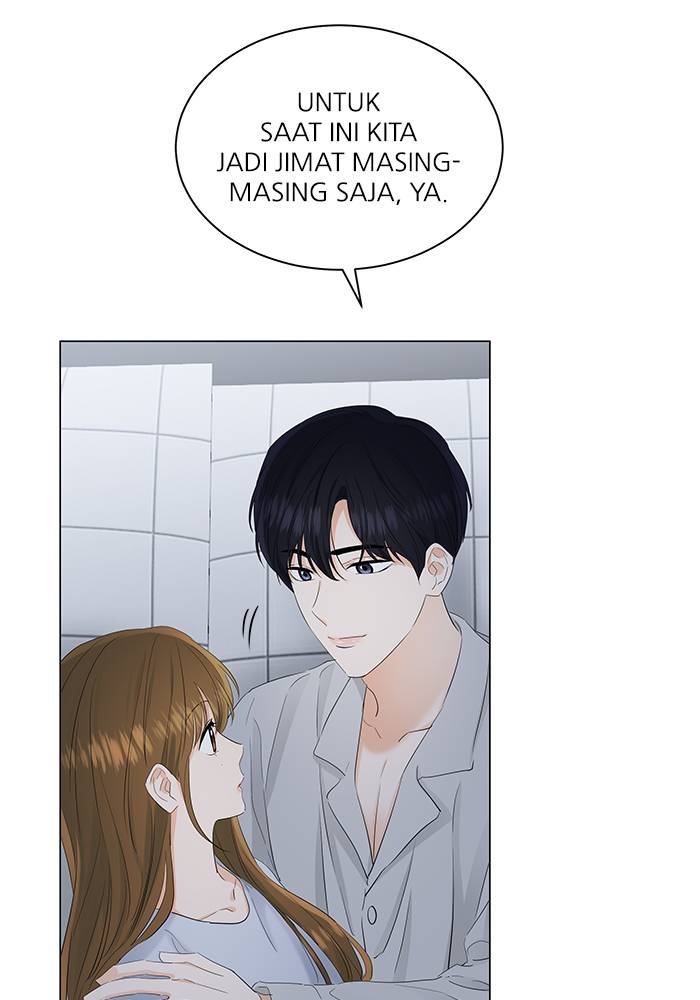 UNTUK
SAAT INI KITA
JADI JIMAT MASING-
MASING SAJA, YA.